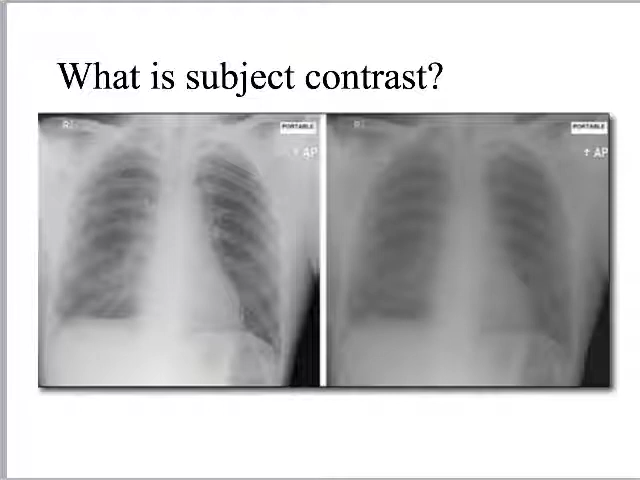 What is subject contrast?
PORTABLE
AP
PORTABLE
↑ AP